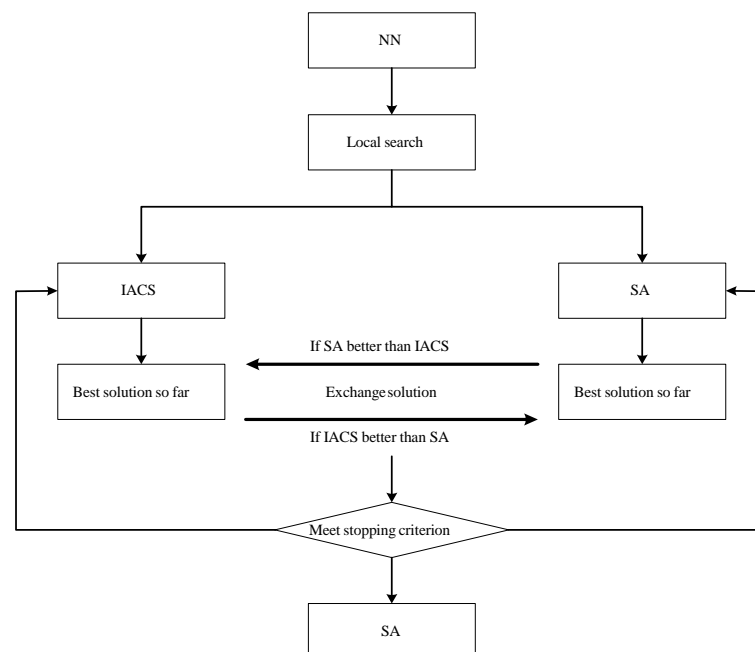 NN
Local search
IACS
SA
If SA better than IACS
Best solution so far
Exchange solution
Best solution so far
If IACS better than SA
Meet stopping criterion
SA